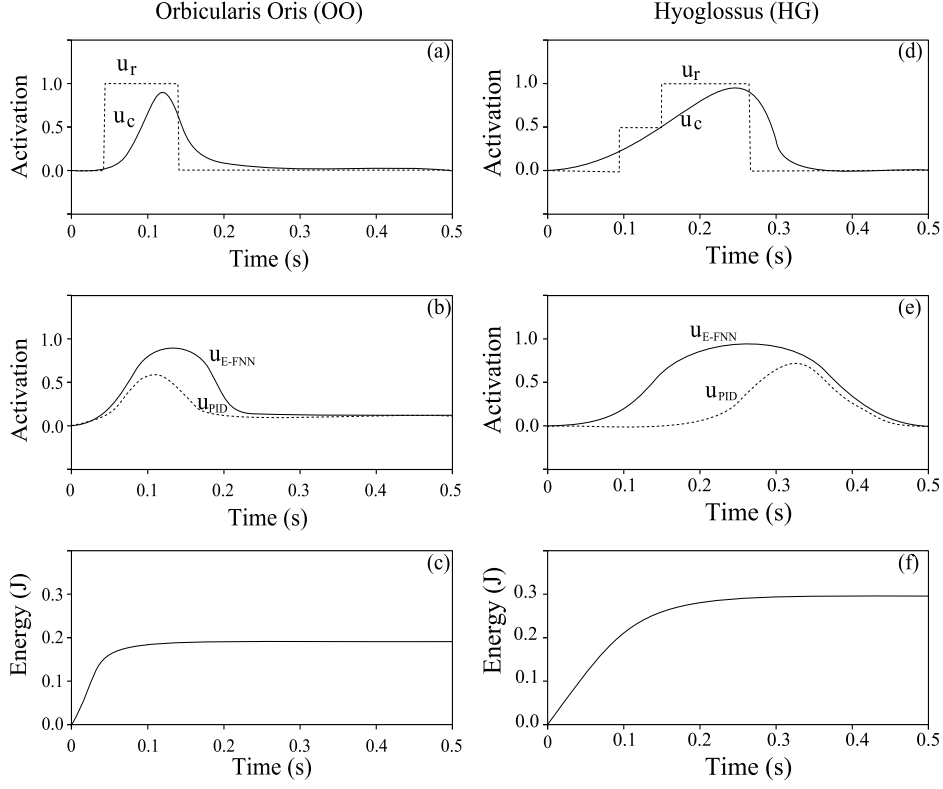 Orbicularis Oris (OO)
Hyoglossus (HG)
(a)
Activation
1.0
0.5
0.0
u_r
u_c
0 0.1 0.2 0.3 0.4 0.5
Time (s)
(d)
Activation
1.0
0.5
0.0
u_r
u_c
0 0.1 0.2 0.3 0.4 0.5
Time (s)
(b)
Activation
1.0
0.5
0.0
u_E-FNN
u_PID
0 0.1 0.2 0.3 0.4 0.5
Time (s)
(e)
Activation
1.0
0.5
0.0
u_E-FNN
u_PID
0 0.1 0.2 0.3 0.4 0.5
Time (s)
(c)
Energy (J)
0.3
0.2
0.1
0.0
0 0.1 0.2 0.3 0.4 0.5
Time (s)
(f)
Energy (J)
0.3
0.2
0.1
0.0
0 0.1 0.2 0.3 0.4 0.5
Time (s)